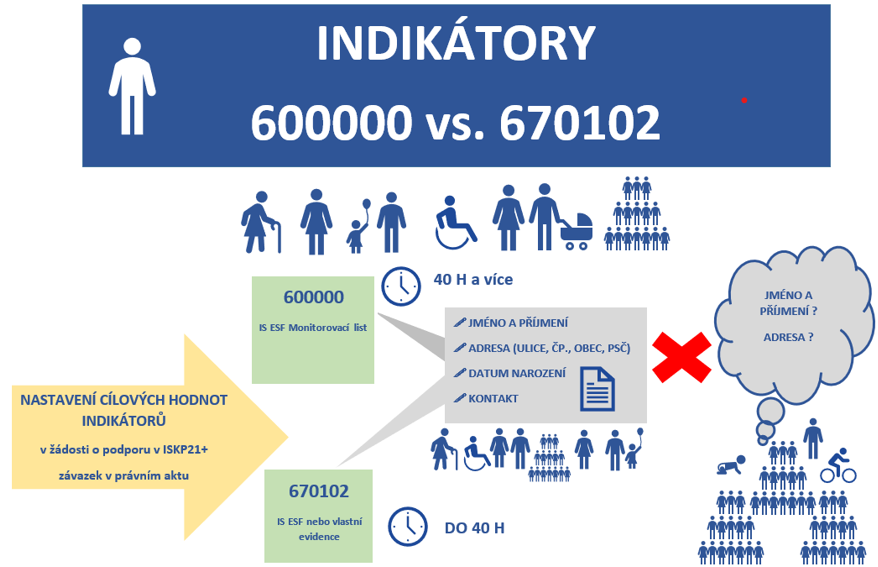 INDIKÁTORY
600000 vs. 670102
600000
IS ESF Monitorovací list
40 H a více
JMÉNO A PŘÍJMENÍ
ADRESA (ULICE, ČP., OBEC, PSČ)
DATUM NAROZENÍ
KONTAKT
JMÉNO A
PŘÍJMENÍ ?
ADRESA ?
NASTAVENÍ CÍLOVÝCH HODNOT
INDIKÁTORŮ
v žádosti o podporu v ISKP21+
závazek v právním aktu
670102
IS ESF nebo vlastní
evidence
DO 40 H